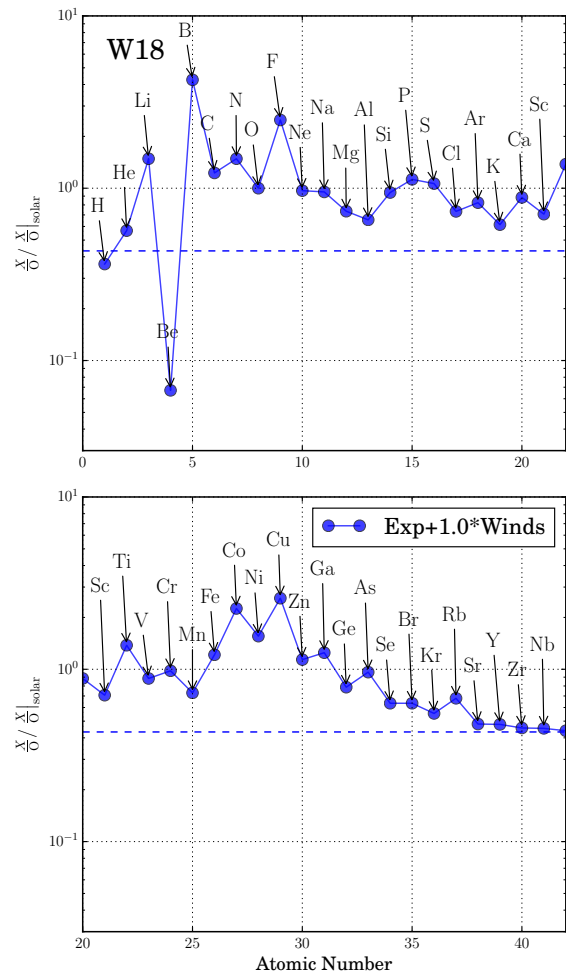 W18
H
He
Li
Be
B
C
N
O
F
Ne
Na
Mg
Al
Si
P
S
Cl
Ar
K
Ca
Sc
10^1
10^0
10^{-1}
X/O / X/O|solar
0 5 10 15 20
Exp+1.0*Winds
Sc
Ti
V
Cr
Mn
Fe
Co
Ni
Cu
Zn
Ga
Ge
As
Se
Br
Kr
Rb
Sr
Y
Zr
Nb
10^1
10^0
10^{-1}
X/O / X/O|solar
20 25 30 35 40
Atomic Number